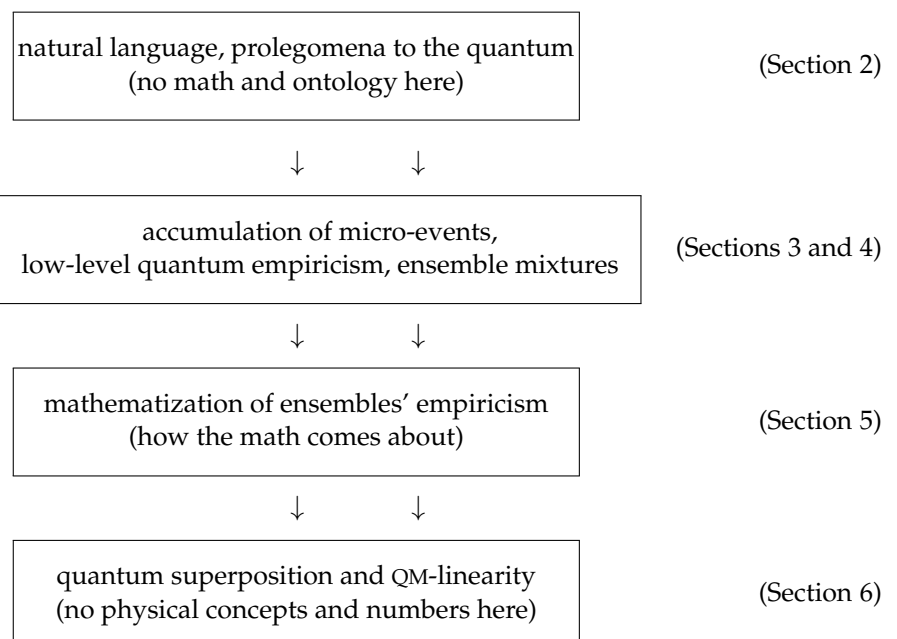 natural language, prolegomena to the quantum
(no math and ontology here)
(Section 2)
↓ ↓
accumulation of micro-events,
low-level quantum empiricism, ensemble mixtures
(Sections 3 and 4)
↓ ↓
mathematization of ensembles’ empiricism
(how the math comes about)
(Section 5)
↓ ↓
quantum superposition and QM-linearity
(no physical concepts and numbers here)
(Section 6)